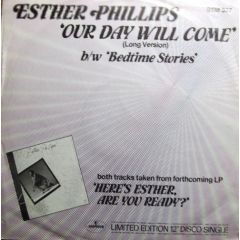 ESTHER PHILLIPS
'OUR DAY WILL COME'
(Long Version)
b/w 'Bedtime Stories'
both tracks taken from forthcoming LP
'HERE'S ESTHER,
ARE YOU READY?'
LIMITED EDITION 12" DISCO SINGLE